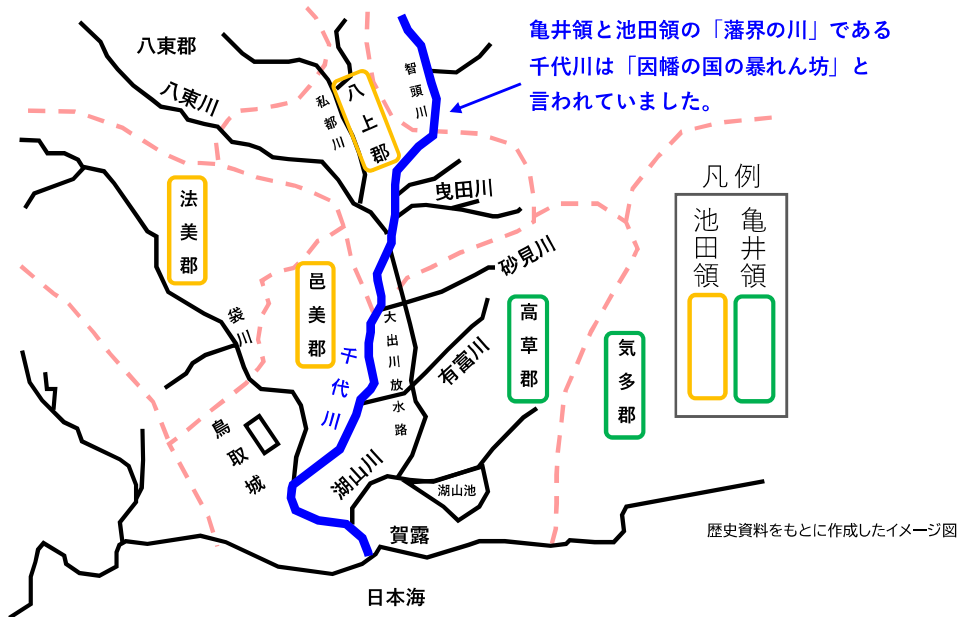 亀井領と池田領の「藩界の川」である
千代川は「因幡の国の暴れん坊」と
言われていました。
八東郡
八東川
私都川
八上郡
智頭川
曳田川
砂見川
法美郡
邑美郡
袋川
千代川
大出川放水路
有富川
高草郡
気多郡
凡例
池田領
亀井領
鳥取城
湖山川
湖山池
賀露
日本海
歴史資料をもとに作成したイメージ図